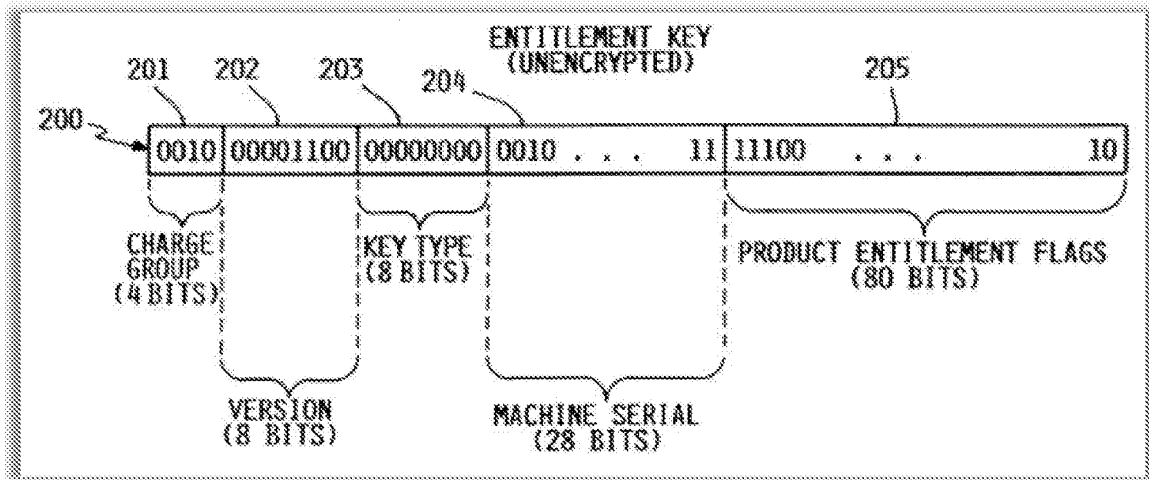 ENTITLEMENT KEY
(UNENCRYPTED)
201 202 203 204 205
200
0010 00001100 00000000 0010 . . . 11 11100 . . . 10
CHARGE
GROUP
(4 BITS)
KEY TYPE
(8 BITS)
PRODUCT ENTITLEMENT FLAGS
(80 BITS)
VERSION
(8 BITS)
MACHINE SERIAL
(28 BITS)